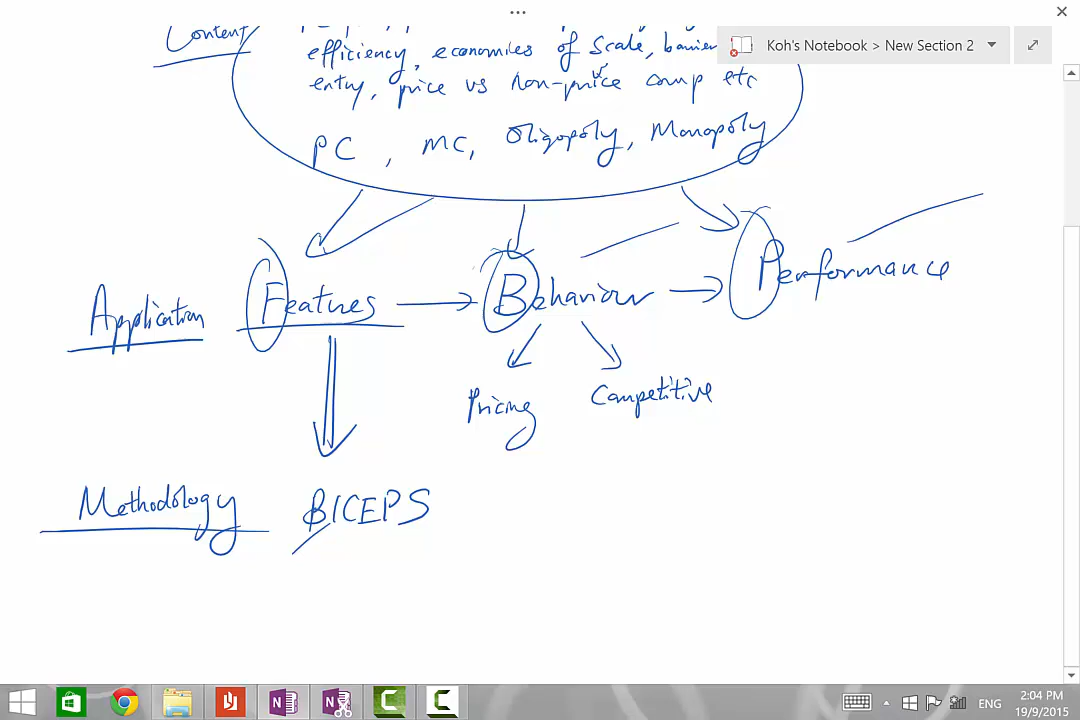 Koh's Notebook > New Section 2
Content
efficiency, economies of scale, barrier
entry, price vs non-price comp etc
PC , MC, Oligopoly, Monopoly
Application Features Behaviour Performance
Pricing Competitive
Methodology BICEPS
ENG
2:04 PM
19/9/2015